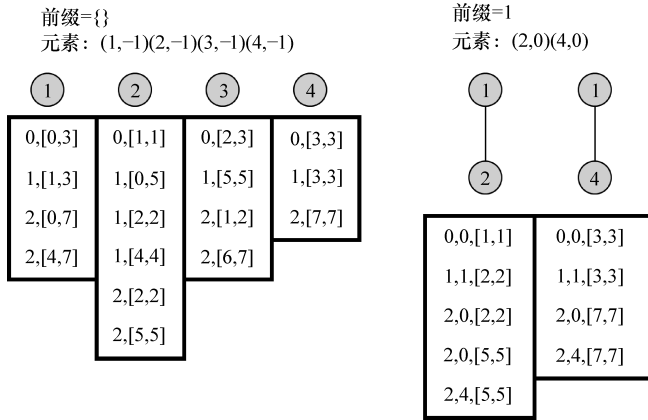 前缀={}
元素：(1,−1)(2,−1)(3,−1)(4,−1)
1 2 3 4
0,[0,3] 0,[1,1] 0,[2,3] 0,[3,3]
1,[1,3] 1,[0,5] 1,[5,5] 1,[3,3]
2,[0,7] 1,[2,2] 2,[1,2] 2,[7,7]
2,[4,7] 1,[4,4] 2,[6,7]
2,[2,2]
2,[5,5]
前缀=1
元素：(2,0)(4,0)
1 1
2 4
0,0,[1,1] 0,0,[3,3]
1,1,[2,2] 1,1,[3,3]
2,0,[2,2] 2,0,[7,7]
2,0,[5,5] 2,4,[7,7]
2,4,[5,5]